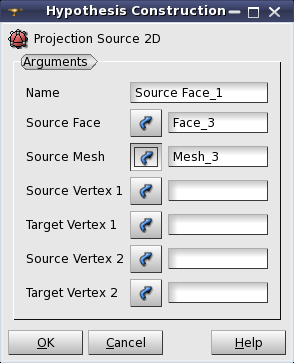 Hypothesis Construction
Projection Source 2D
Arguments
Name Source Face_1
Source Face Face_3
Source Mesh Mesh_3
Source Vertex 1
Target Vertex 1
Source Vertex 2
Target Vertex 2
OK Cancel Help